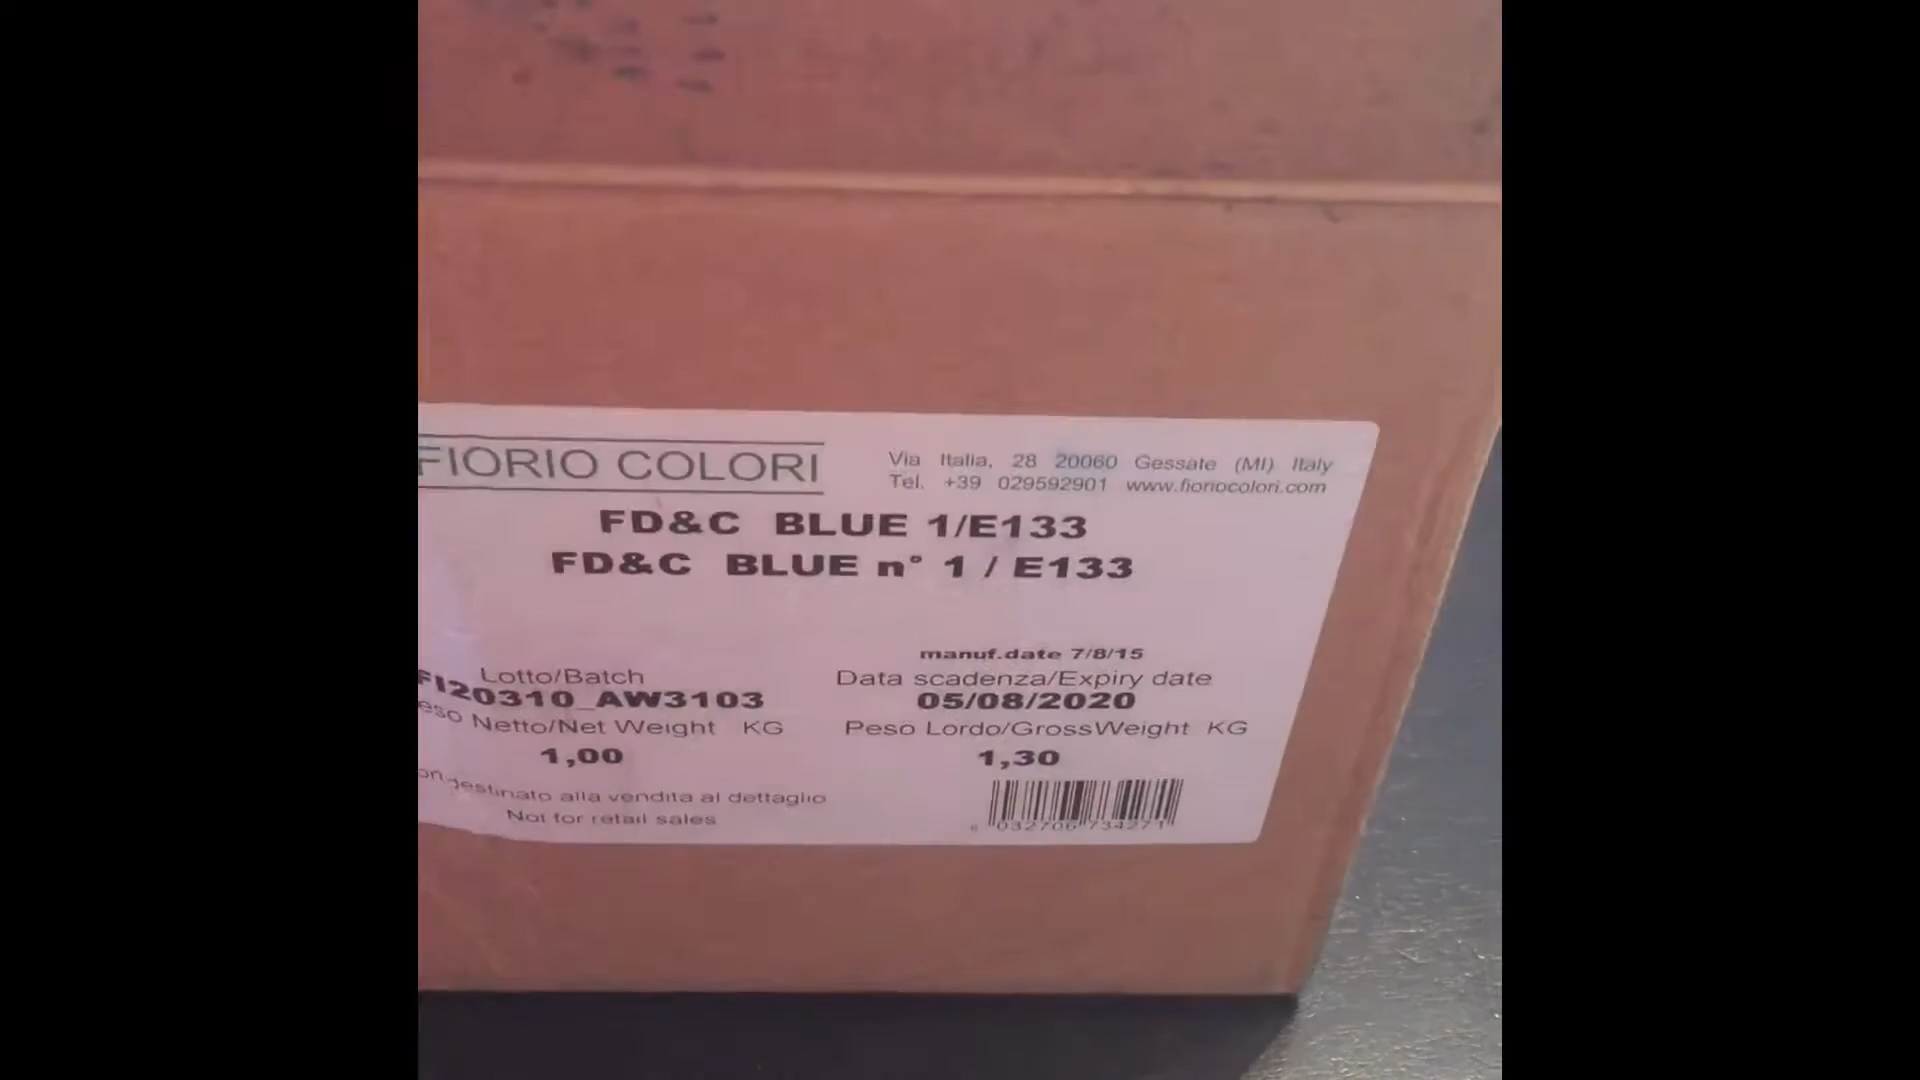 FIORIO COLORI
Via Italia, 28 20060 Gessate (MI) Italy
Tel. +39 029592901 www.fioriocolori.com
FD&C BLUE 1/E133
FD&C BLUE n° 1 / E133
manuf.date 7/8/15
Lotto/Batch
Data scadenza/Expiry date
FI20310_AW3103
05/08/2020
Netto/Net Weight KG
Peso Lordo/GrossWeight KG
1,00
1,30
alla vendita al dettaglio
Not for retail sales
032706 734271